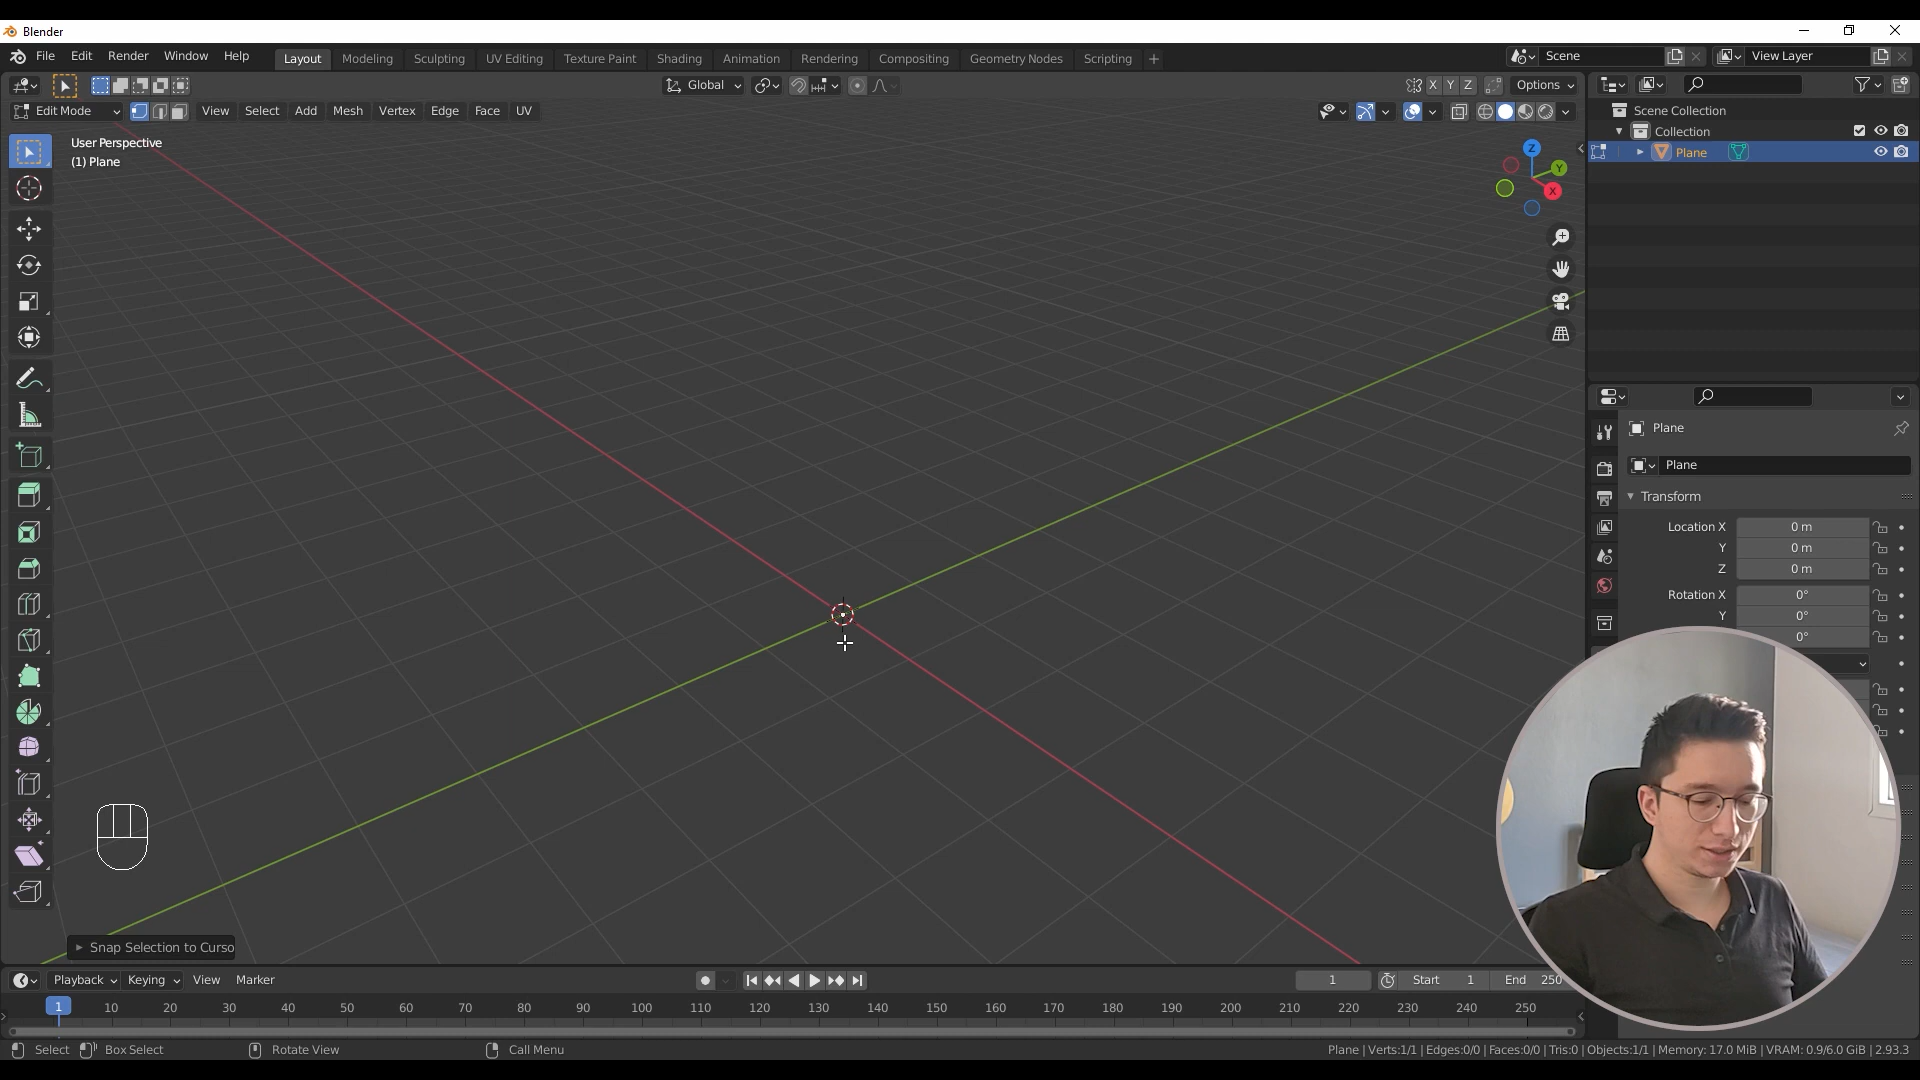 Blender
File Edit Render Window Help Layout Modeling Sculpting UV Editing Texture Paint Shading Animation Rendering Compositing Geometry Nodes Scripting + Scene View Layer
Global X Y Z Options
Edit Mode View Select Add Mesh Vertex Edge Face UV
Scene Collection
Collection
Plane
User Perspective
(1) Plane
Z
Y
X
Plane
Plane
Transform
Location X 0 m
Y 0 m
Z 0 m
Rotation X 0°
Y 0°
0°
Snap Selection to Curso
Playback Keying View Marker 1 Start 1 End 250
1 10 20 30 40 50 60 70 80 90 100 110 120 130 140 150 160 170 180 190 200 210 220 230 240 250
Select Box Select Rotate View Call Menu Plane | Verts:1/1 | Edges:0/0 | Faces:0/0 | Tris:0 | Objects:1/1 | Memory: 17.0 MiB | VRAM: 0.9/6.0 GiB | 2.93.3